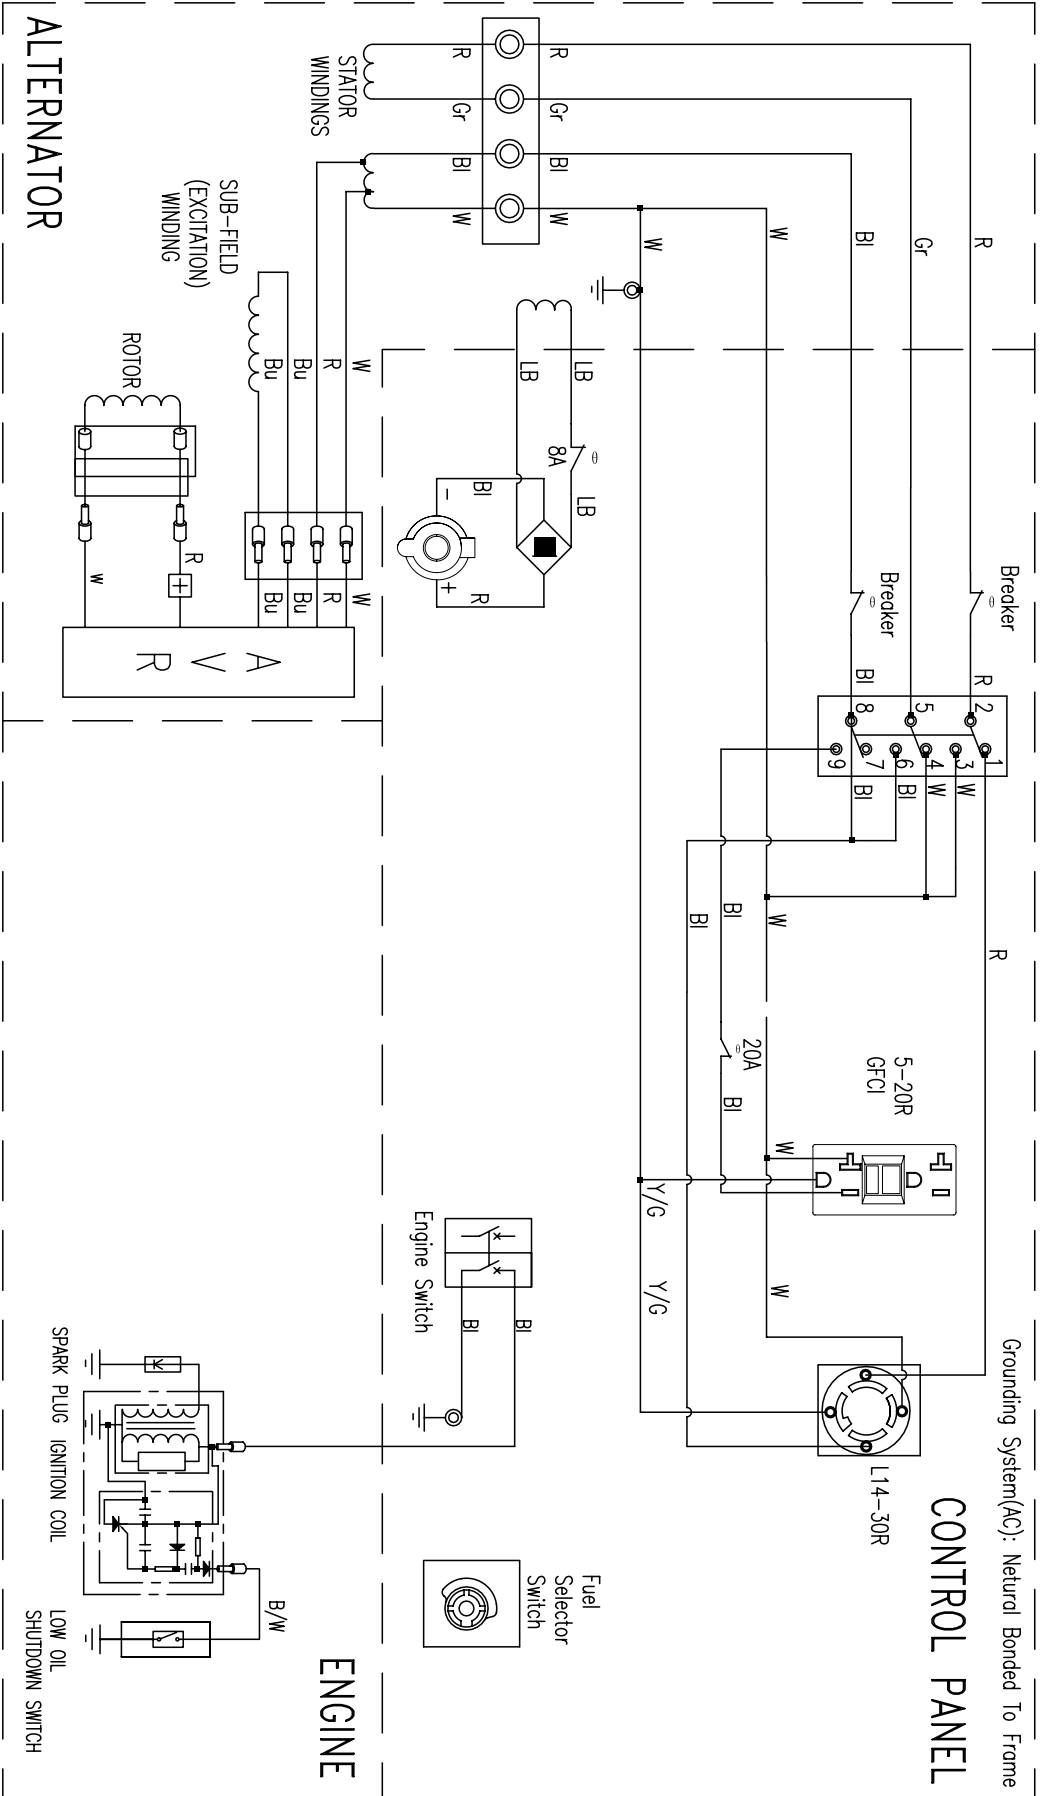 Grounding System(AC): Netural Bonded To Frame
CONTROL PANEL
ALTERNATOR
ENGINE
STATOR
WINDINGS
R
Gr
Bl
W
R
Gr
Bl
W
R
Gr
Bl
W
W
Breaker
Breaker
R
Bl
2
5
8
1
3
4
6
7
9
W
W
Bl
Bl
R
W
Bl
Bl
20A
Bl
5-20R
GFCI
W
Y/G
Y/G
W
L14-30R
LB
LB
8A
LB
Bl
-
+
R
SUB-FIELD
(EXCITATION)
WINDING
W
R
Bu
Bu
W
R
Bu
Bu
ROTOR
R
+
W
A V R
Engine Switch
Bl
Bl
Fuel
Selector
Switch
SPARK PLUG
IGNITION COIL
B/W
LOW OIL
SHUTDOWN SWITCH